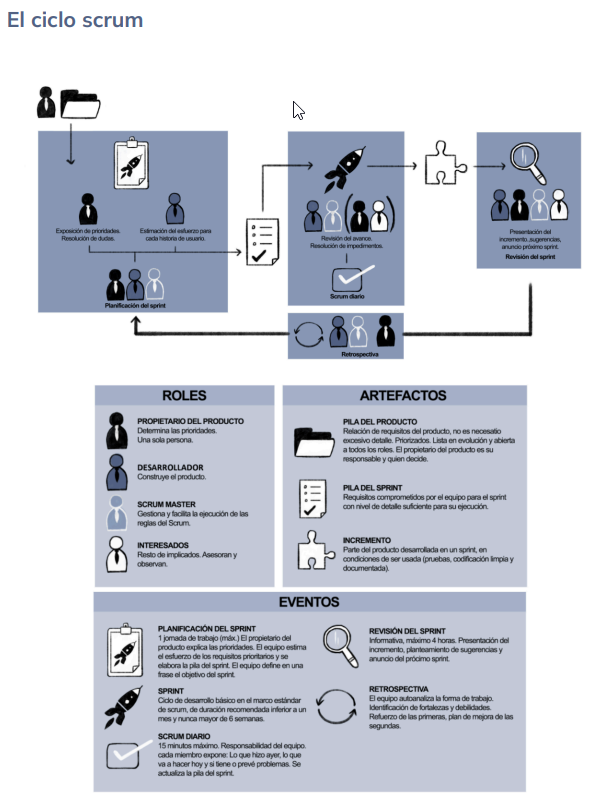 El ciclo scrum
Exposición de prioridades.
Resolución de dudas.
Estimación del esfuerzo para
cada historia de usuario.
Planificación del sprint
Revisión del avance.
Resolución de impedimentos.
Scrum diario
Presentación del
incremento, sugerencias,
anuncio próximo sprint.
Revisión del sprint
Retrospectiva
ROLES
PROPIETARIO DEL PRODUCTO
Determina las prioridades.
Una sola persona.
DESARROLLADOR
Construye el producto.
SCRUM MASTER
Gestiona y facilita la ejecución de las
reglas del Scrum.
INTERESADOS
Resto de implicados. Asesoran y
observan.
ARTEFACTOS
PILA DEL PRODUCTO
Relación de requisitos del producto, no es necesatio
excesivo detalle. Priorizados. Lista en evolución y abierta
a todos los roles. El propietario del producto es su
responsable y quien decide.
PILA DEL SPRINT
Requisitos comprometidos por el equipo para el sprint
con nivel de detalle suficiente para su ejecución.
INCREMENTO
Parte del producto desarrollada en un sprint, en
condiciones de ser usada (pruebas, codificación limpia y
documentada).
EVENTOS
PLANIFICACIÓN DEL SPRINT
1 jornada de trabajo (máx.) El propietario del
producto explica las prioridades. El equipo estima
el esfuerzo de los requisitos prioritarios y se
elabora la pila del sprint. El equipo define en una
frase el objetivo del sprint.
SPRINT
Ciclo de desarrollo básico en el marco estándar
de scrum, de duración recomendada inferior a un
mes y nunca mayor de 6 semanas.
SCRUM DIARIO
15 minutos máximo. Responsabilidad del equipo.
cada miembro expone: Lo que hizo ayer, lo que
va a hacer hoy y si tiene o prevé problemas. Se
actualiza la pila del sprint.
REVISIÓN DEL SPRINT
Informativa, máximo 4 horas. Presentación del
incremento, planteamiento de sugerencias y
anuncio del prócimo sprint.
RETROSPECTIVA
El equipo autoanaliza la forma de trabajo.
Identificación de fortalezas y debilidades.
Refuerzo de las primeras, plan de mejora de las
segundas.